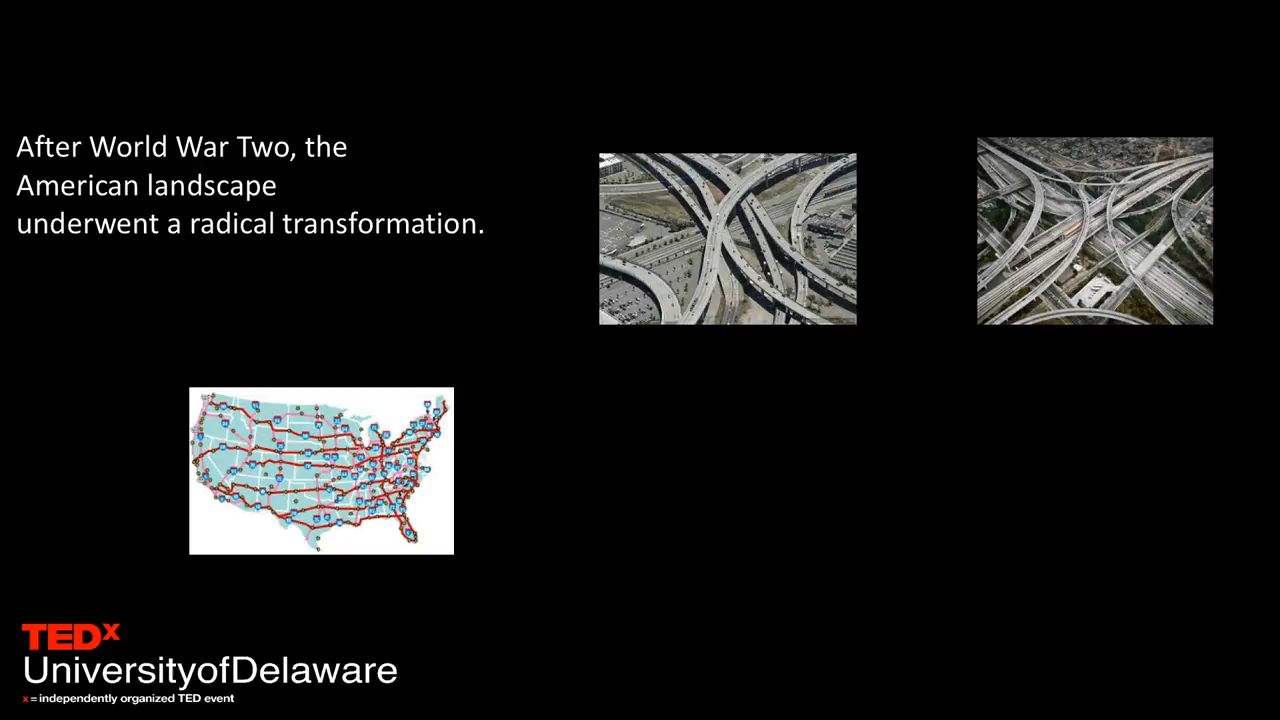 After World War Two, the
American landscape
underwent a radical transformation.
TEDx
UniversityofDelaware
x = independently organized TED event